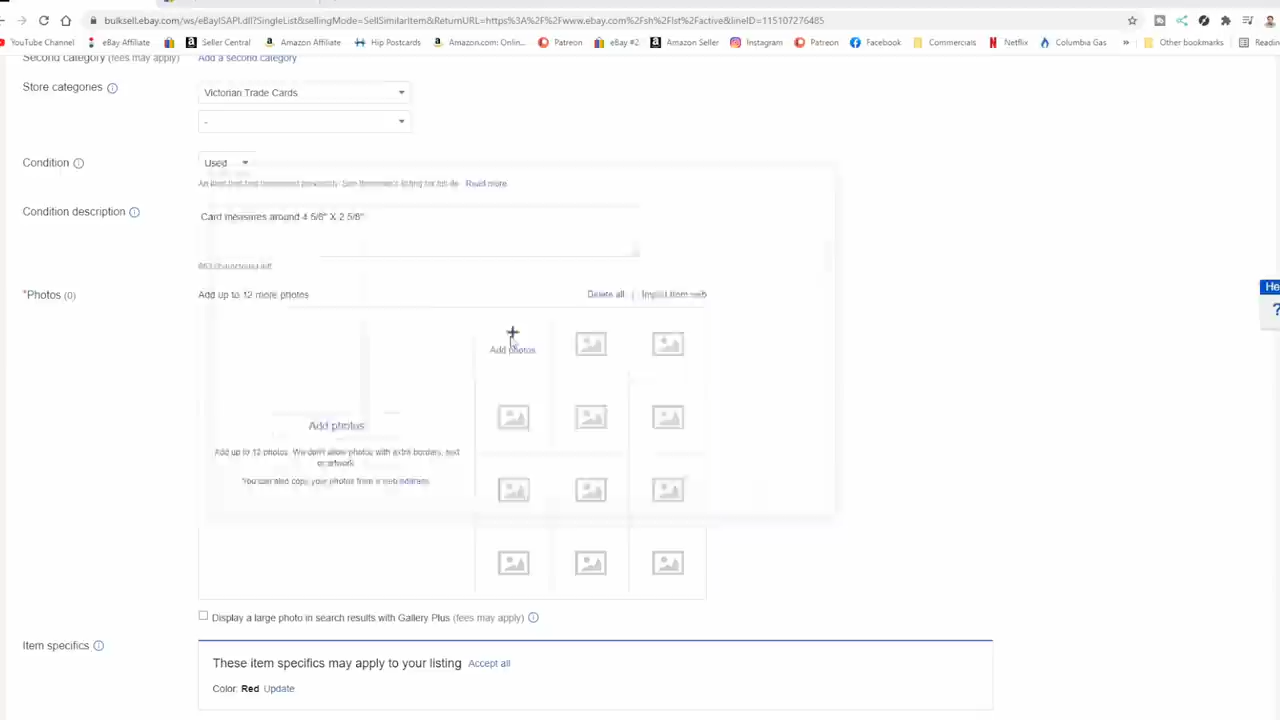 bulksell.ebay.com/ws/eBayISAPI.dll?SingleList&sellingMode=SellSimilarItem&ReturnURL=https%3A%2F%2Fwww.ebay.com%2Fsh%2Flst%2Factive&lineID=115107276485
YouTube Channel eBay Affiliate Seller Central Amazon Affiliate Hip Postcards Amazon.com: Onlin... Patreon eBay #2 Amazon Seller Instagram Patreon Facebook Commercials Netflix Columbia Gas » Other bookmarks Readin
Second category (fees may apply) Add a second category
Store categories Victorian Trade Cards
-
Condition Used
Read more
Condition description
Card measures around 4 5/8" X 2 5/8"
*Photos (0) Add up to 12 more photos Delete all | Import from web
Add photos
Add photos
Add up to 12 photos. We don't allow photos with extra borders, text
or artwork.
You can also copy your photos from a web address.
Display a large photo in search results with Gallery Plus (fees may apply)
Item specifics
These item specifics may apply to your listing Accept all
Color: Red Update
He
?